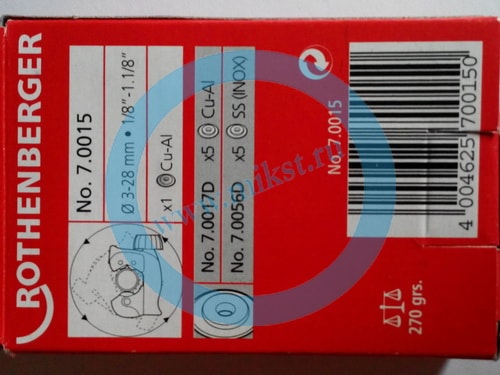 ROTHENBERGER
No. 7.0015
Ø 3-28 mm • 1/8"-1.1/8"
x1 Cu-Al
No. 7.0017D x5 Cu-Al
No. 7.0056D x5 SS (INOX)
No. 7.0015
4 004625 700150
270 grs.